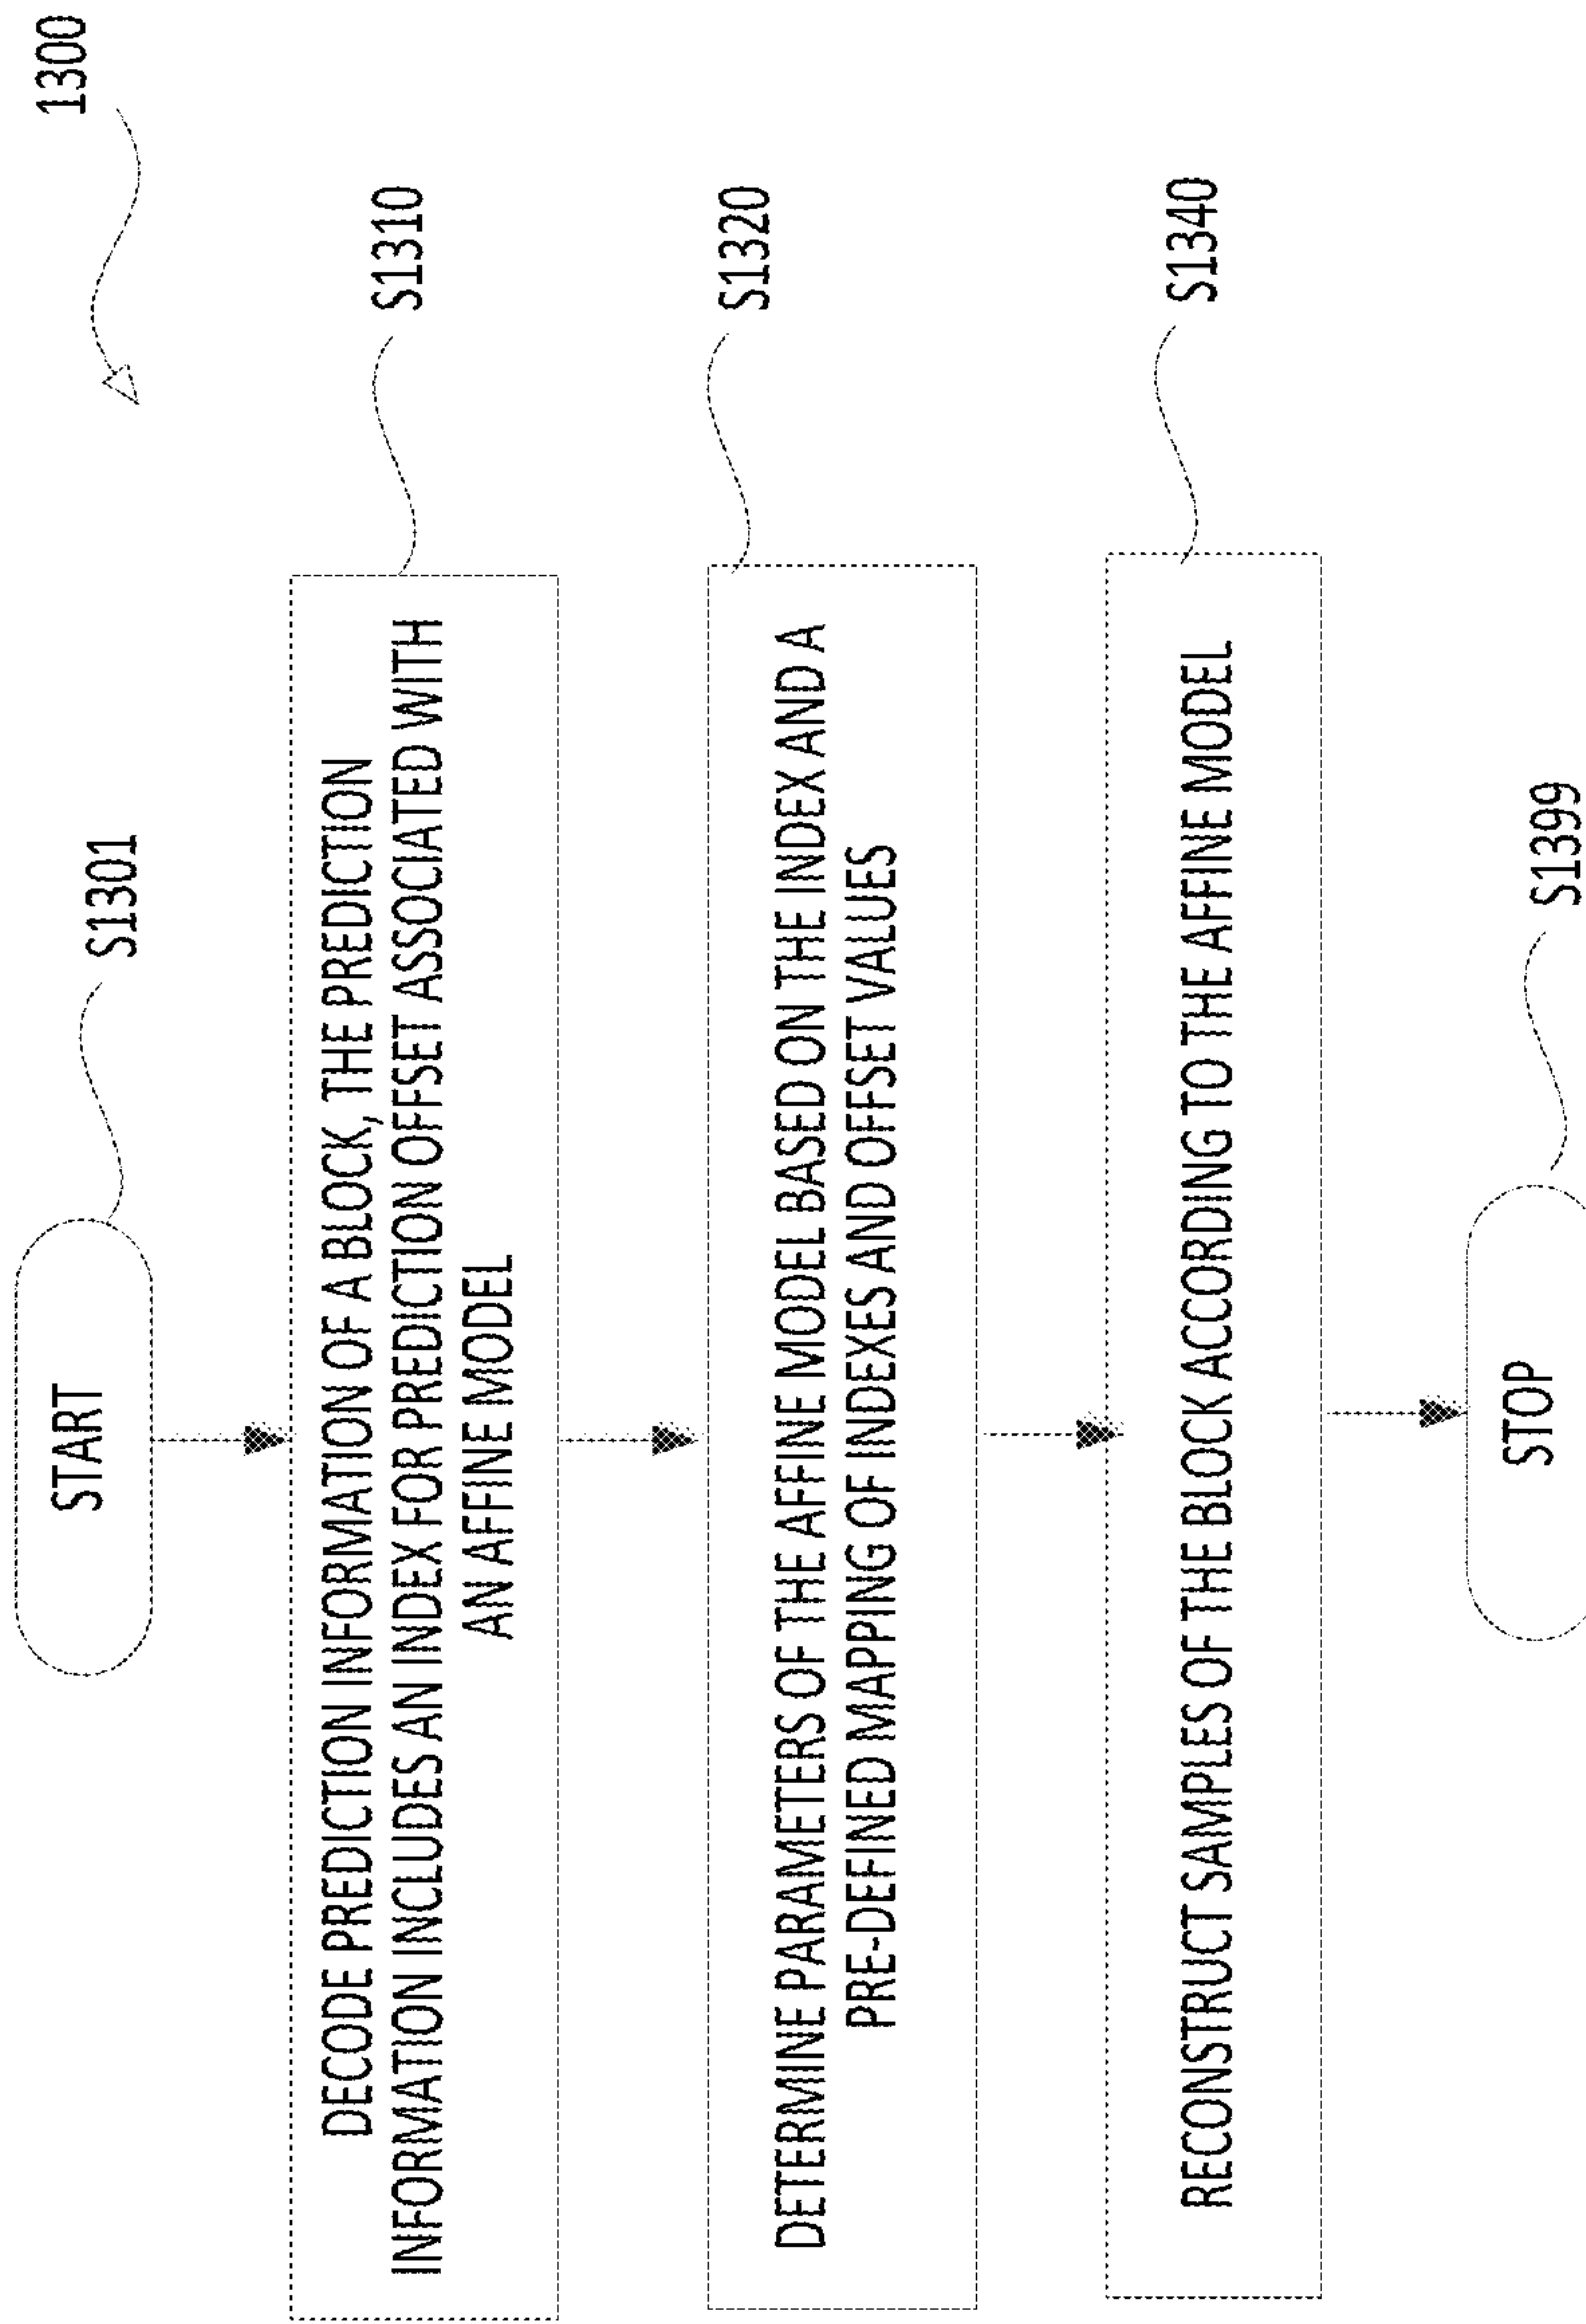 1300
START
S1301
DECODE PREDICTION INFORMATION OF A BLOCK, THE PREDICTION
INFORMATION INCLUDES AN INDEX FOR PREDICTION OFFSET ASSOCIATED WITH
AN AFFINE MODEL
S1310
DETERMINE PARAMETERS OF THE AFFINE MODEL BASED ON THE INDEX AND A
PRE-DEFINED MAPPING OF INDEXES AND OFFSET VALUES
S1320
RECONSTRUCT SAMPLES OF THE BLOCK ACCORDING TO THE AFFINE MODEL
S1340
STOP
S1399